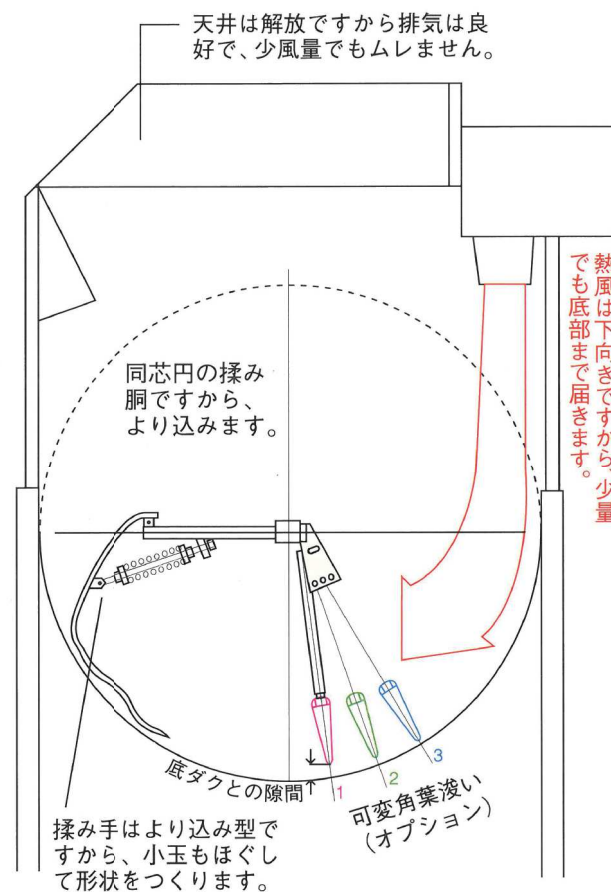 天井は解放ですから排気は良
好で、少風量でもムレません。
熱風は下向きですから、少量
でも底部まで届きます。
同芯円の揉み
胴ですから、
より込みます。
底ダクとの隙間
1
2
3
可変角葉浚い
(オプション)
揉み手はより込み型で
すから、小玉もほぐし
て形状をつくります。